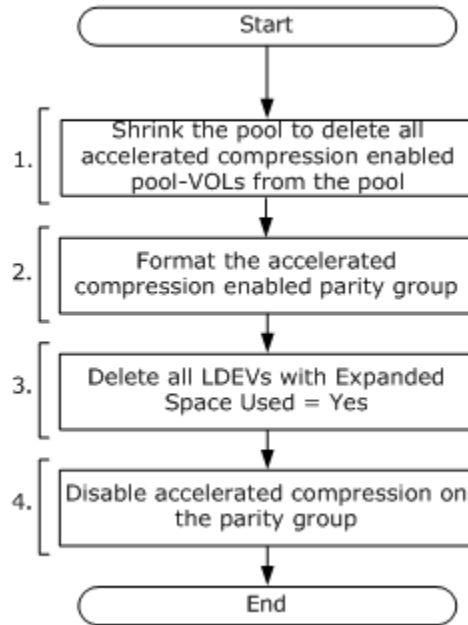 Start
1.
Shrink the pool to delete all
accelerated compression enabled
pool-VOLs from the pool
2.
Format the accelerated
compression enabled parity group
3.
Delete all LDEVs with Expanded
Space Used = Yes
4.
Disable accelerated compression on
the parity group
End